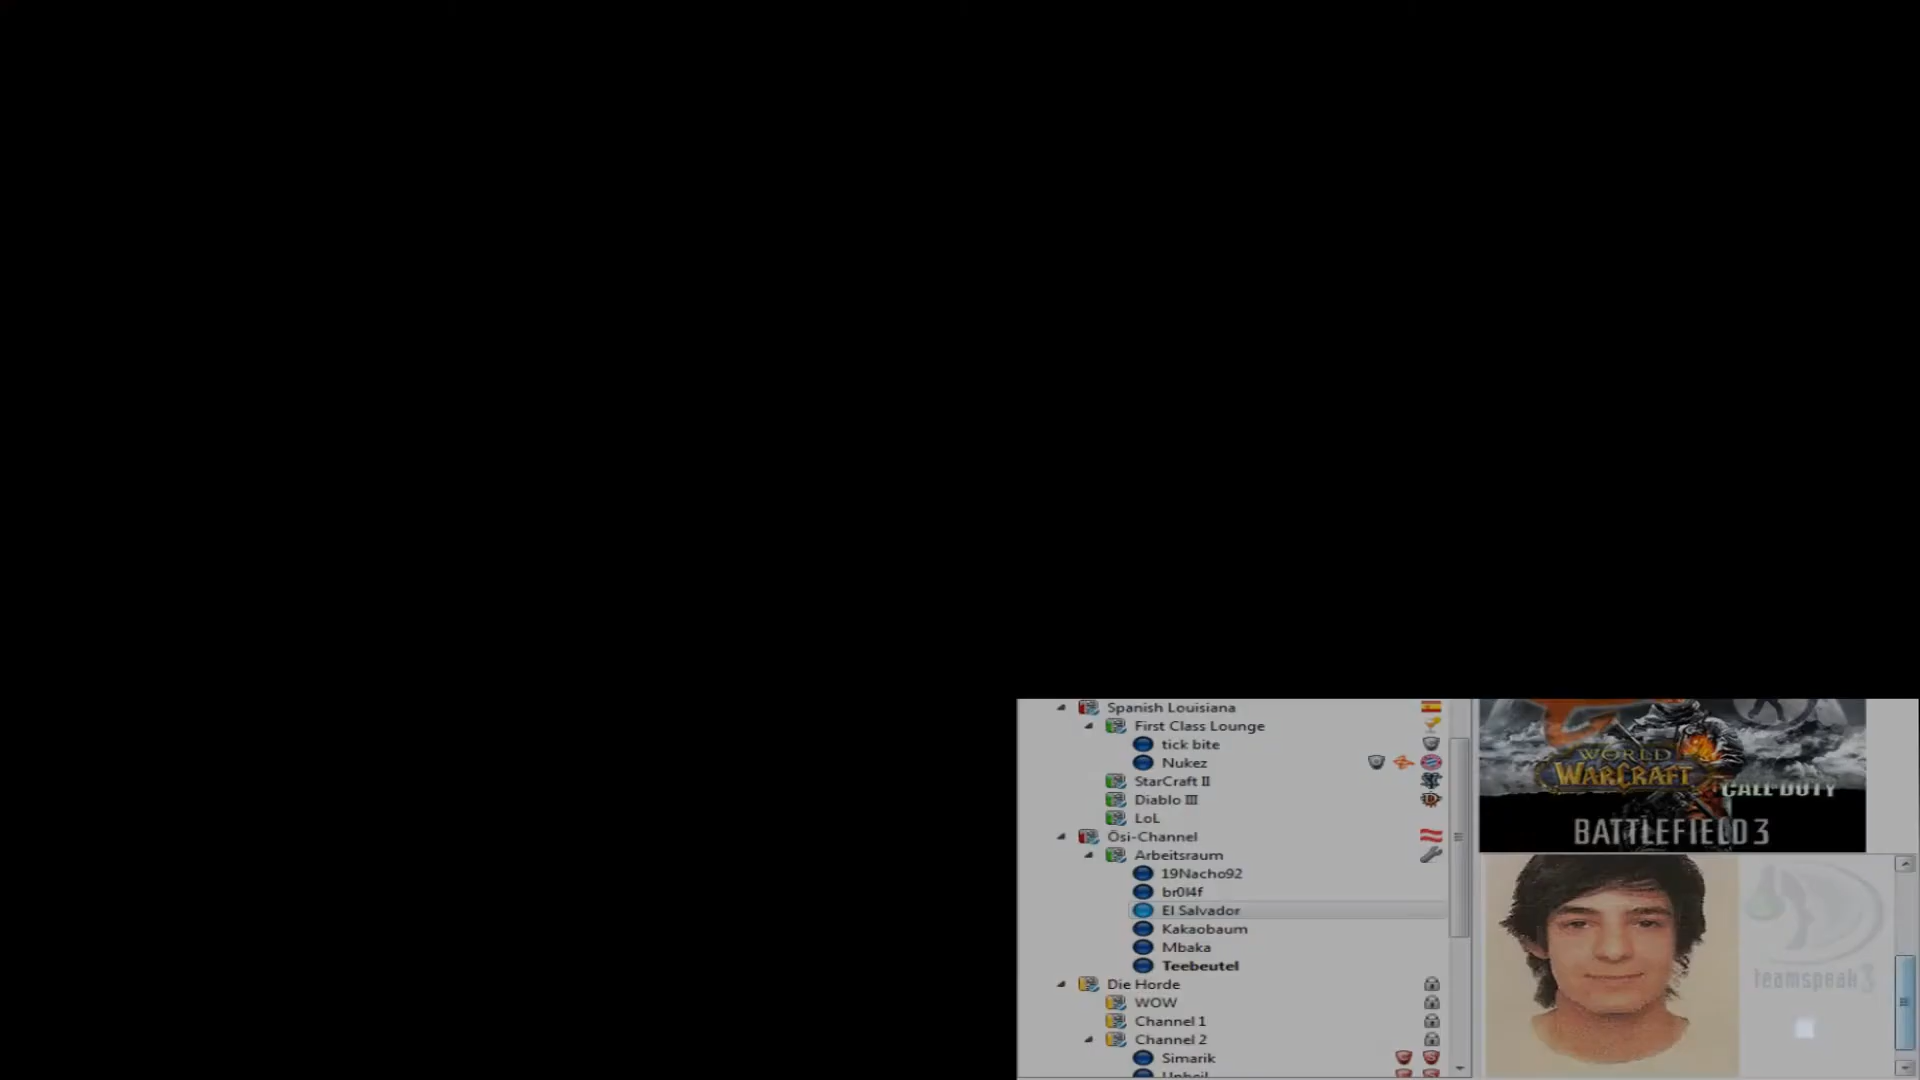 Spanish Louisiana
First Class Lounge
tick bite
Nukez
StarCraft II
Diablo III
LoL
Ösi-Channel
Arbeitsraum
19Nacho92
br0l4f
El Salvador
Kakaobaum
Mbaka
Teebeutel
Die Horde
WOW
Channel 1
Channel 2
Simarik
WORLD
WARCRAFT
CALL OF DUTY
BATTLEFIELD 3
teamspeak 3